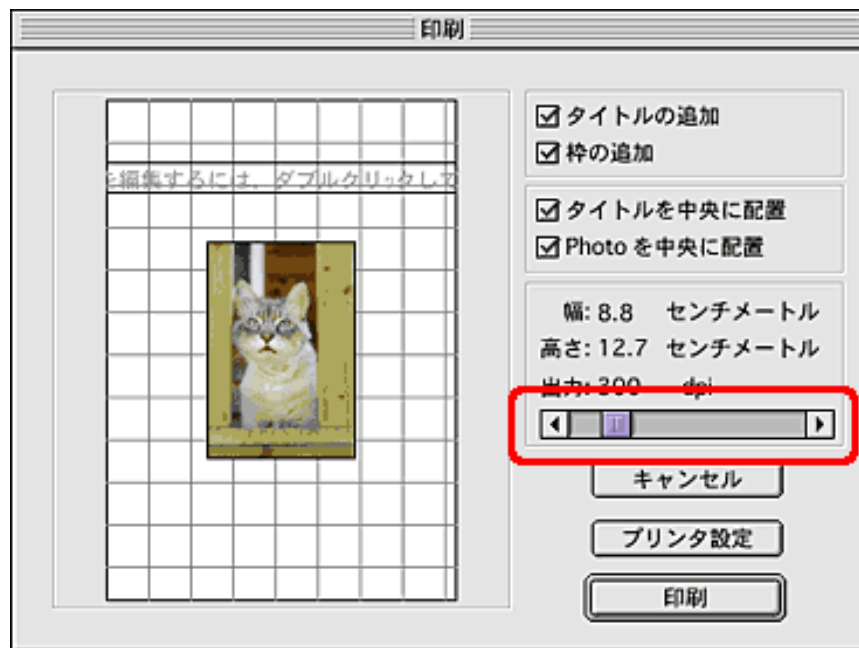 印刷
を編集するには、ダブルクリックして
タイトルの追加
枠の追加
タイトルを中央に配置
Photo を中央に配置
幅: 8.8 センチメートル
高さ: 12.7 センチメートル
出力: 300 dpi
キャンセル
プリンタ設定
印刷